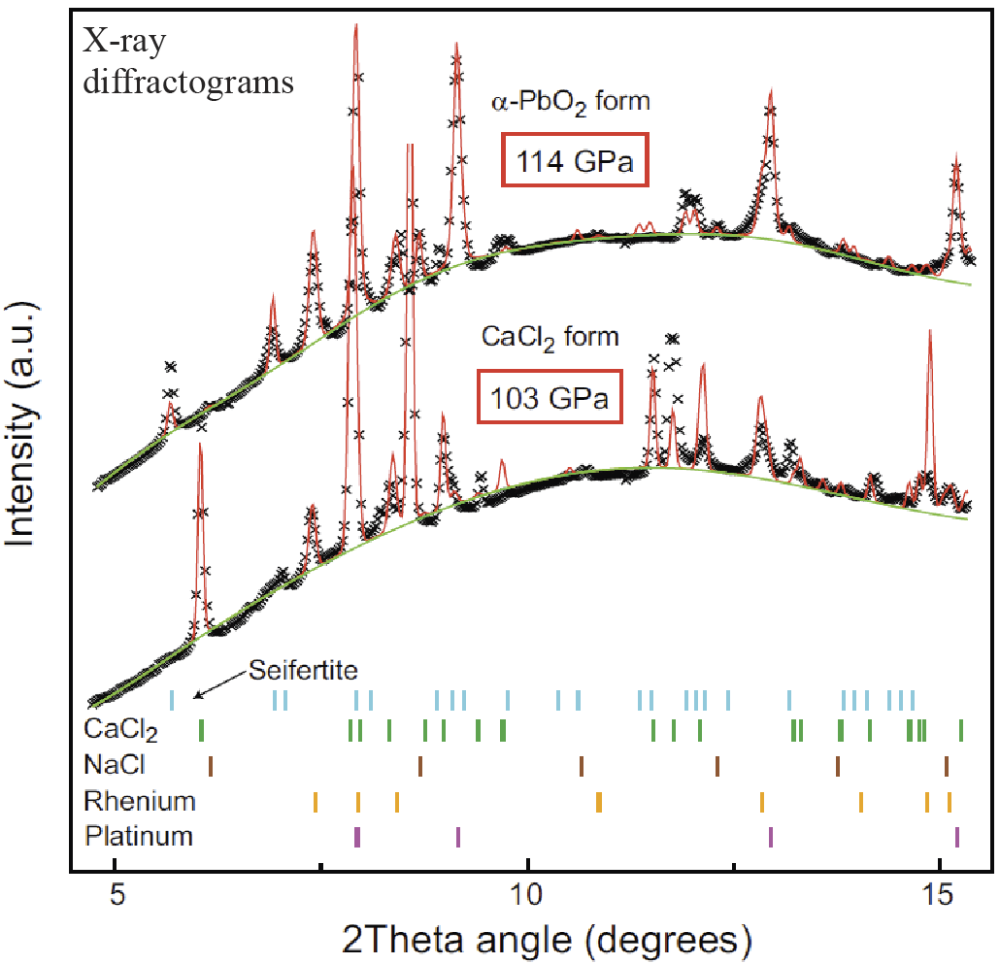 X-ray
diffractograms
α-PbO₂ form
114 GPa
CaCl₂ form
103 GPa
Intensity (a.u.)
Seifertite
CaCl₂
NaCl
Rhenium
Platinum
5 10 15
2Theta angle (degrees)